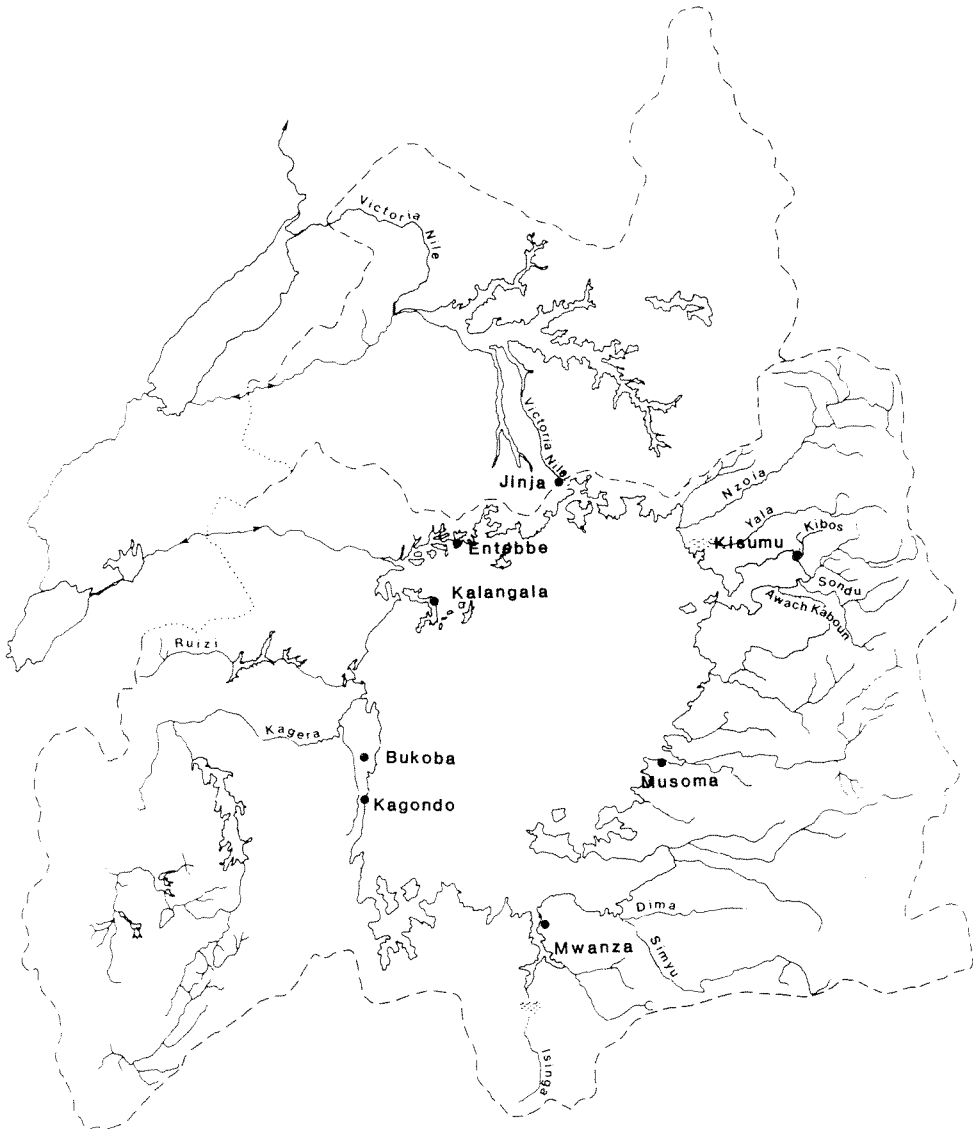 Victoria Nile
Victoria Nile
Jinja
Nzoia
Yala
Kibos
Kisumu
Entebbe
Sondu
Kalangala
Awach Kaboun
Ruizi
Kagera
Bukoba
Musoma
Kagondo
Dima
Mwanza
Simyu
Isinga